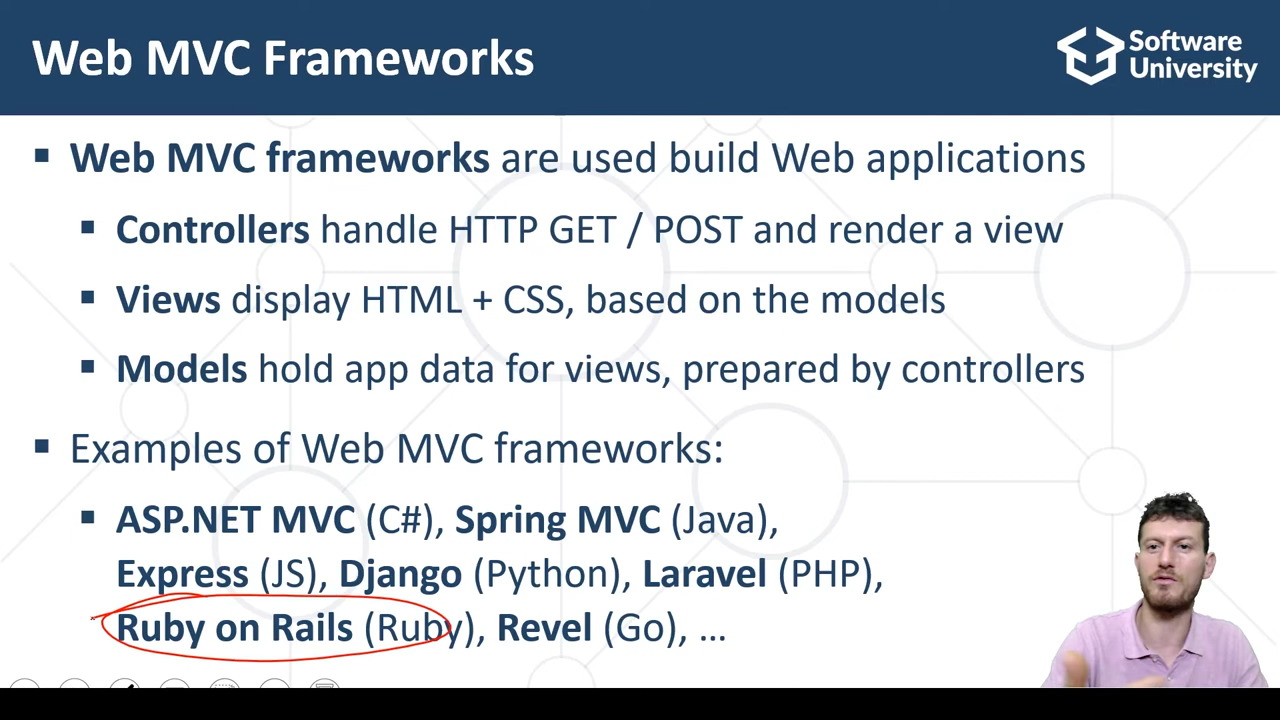 Web MVC Frameworks
Software
University
▪ Web MVC frameworks are used build Web applications
▪ Controllers handle HTTP GET / POST and render a view
▪ Views display HTML + CSS, based on the models
▪ Models hold app data for views, prepared by controllers
▪ Examples of Web MVC frameworks:
▪ ASP.NET MVC (C#), Spring MVC (Java),
Express (JS), Django (Python), Laravel (PHP),
Ruby on Rails (Ruby), Revel (Go), …